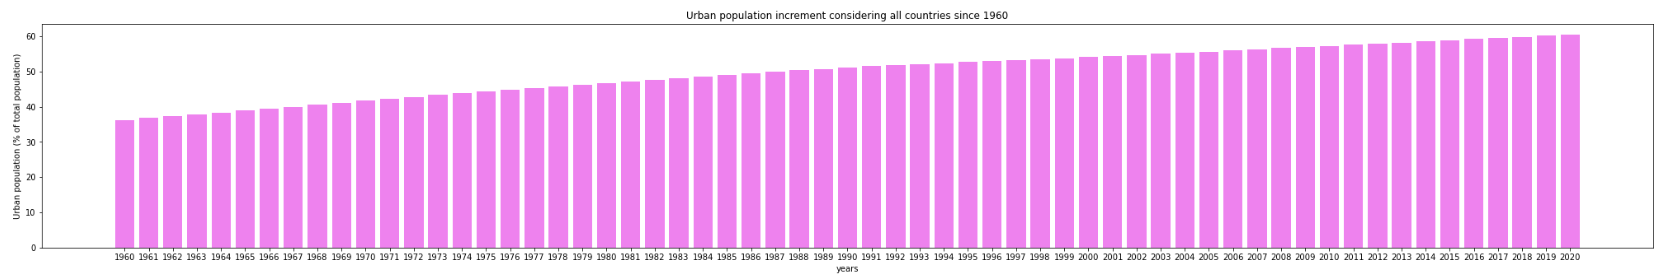 Urban population increment considering all countries since 1960
Urban population (% of total population)
60
50
40
30
20
10
0
1960 1961 1962 1963 1964 1965 1966 1967 1968 1969 1970 1971 1972 1973 1974 1975 1976 1977 1978 1979 1980 1981 1982 1983 1984 1985 1986 1987 1988 1989 1990 1991 1992 1993 1994 1995 1996 1997 1998 1999 2000 2001 2002 2003 2004 2005 2006 2007 2008 2009 2010 2011 2012 2013 2014 2015 2016 2017 2018 2019 2020
years